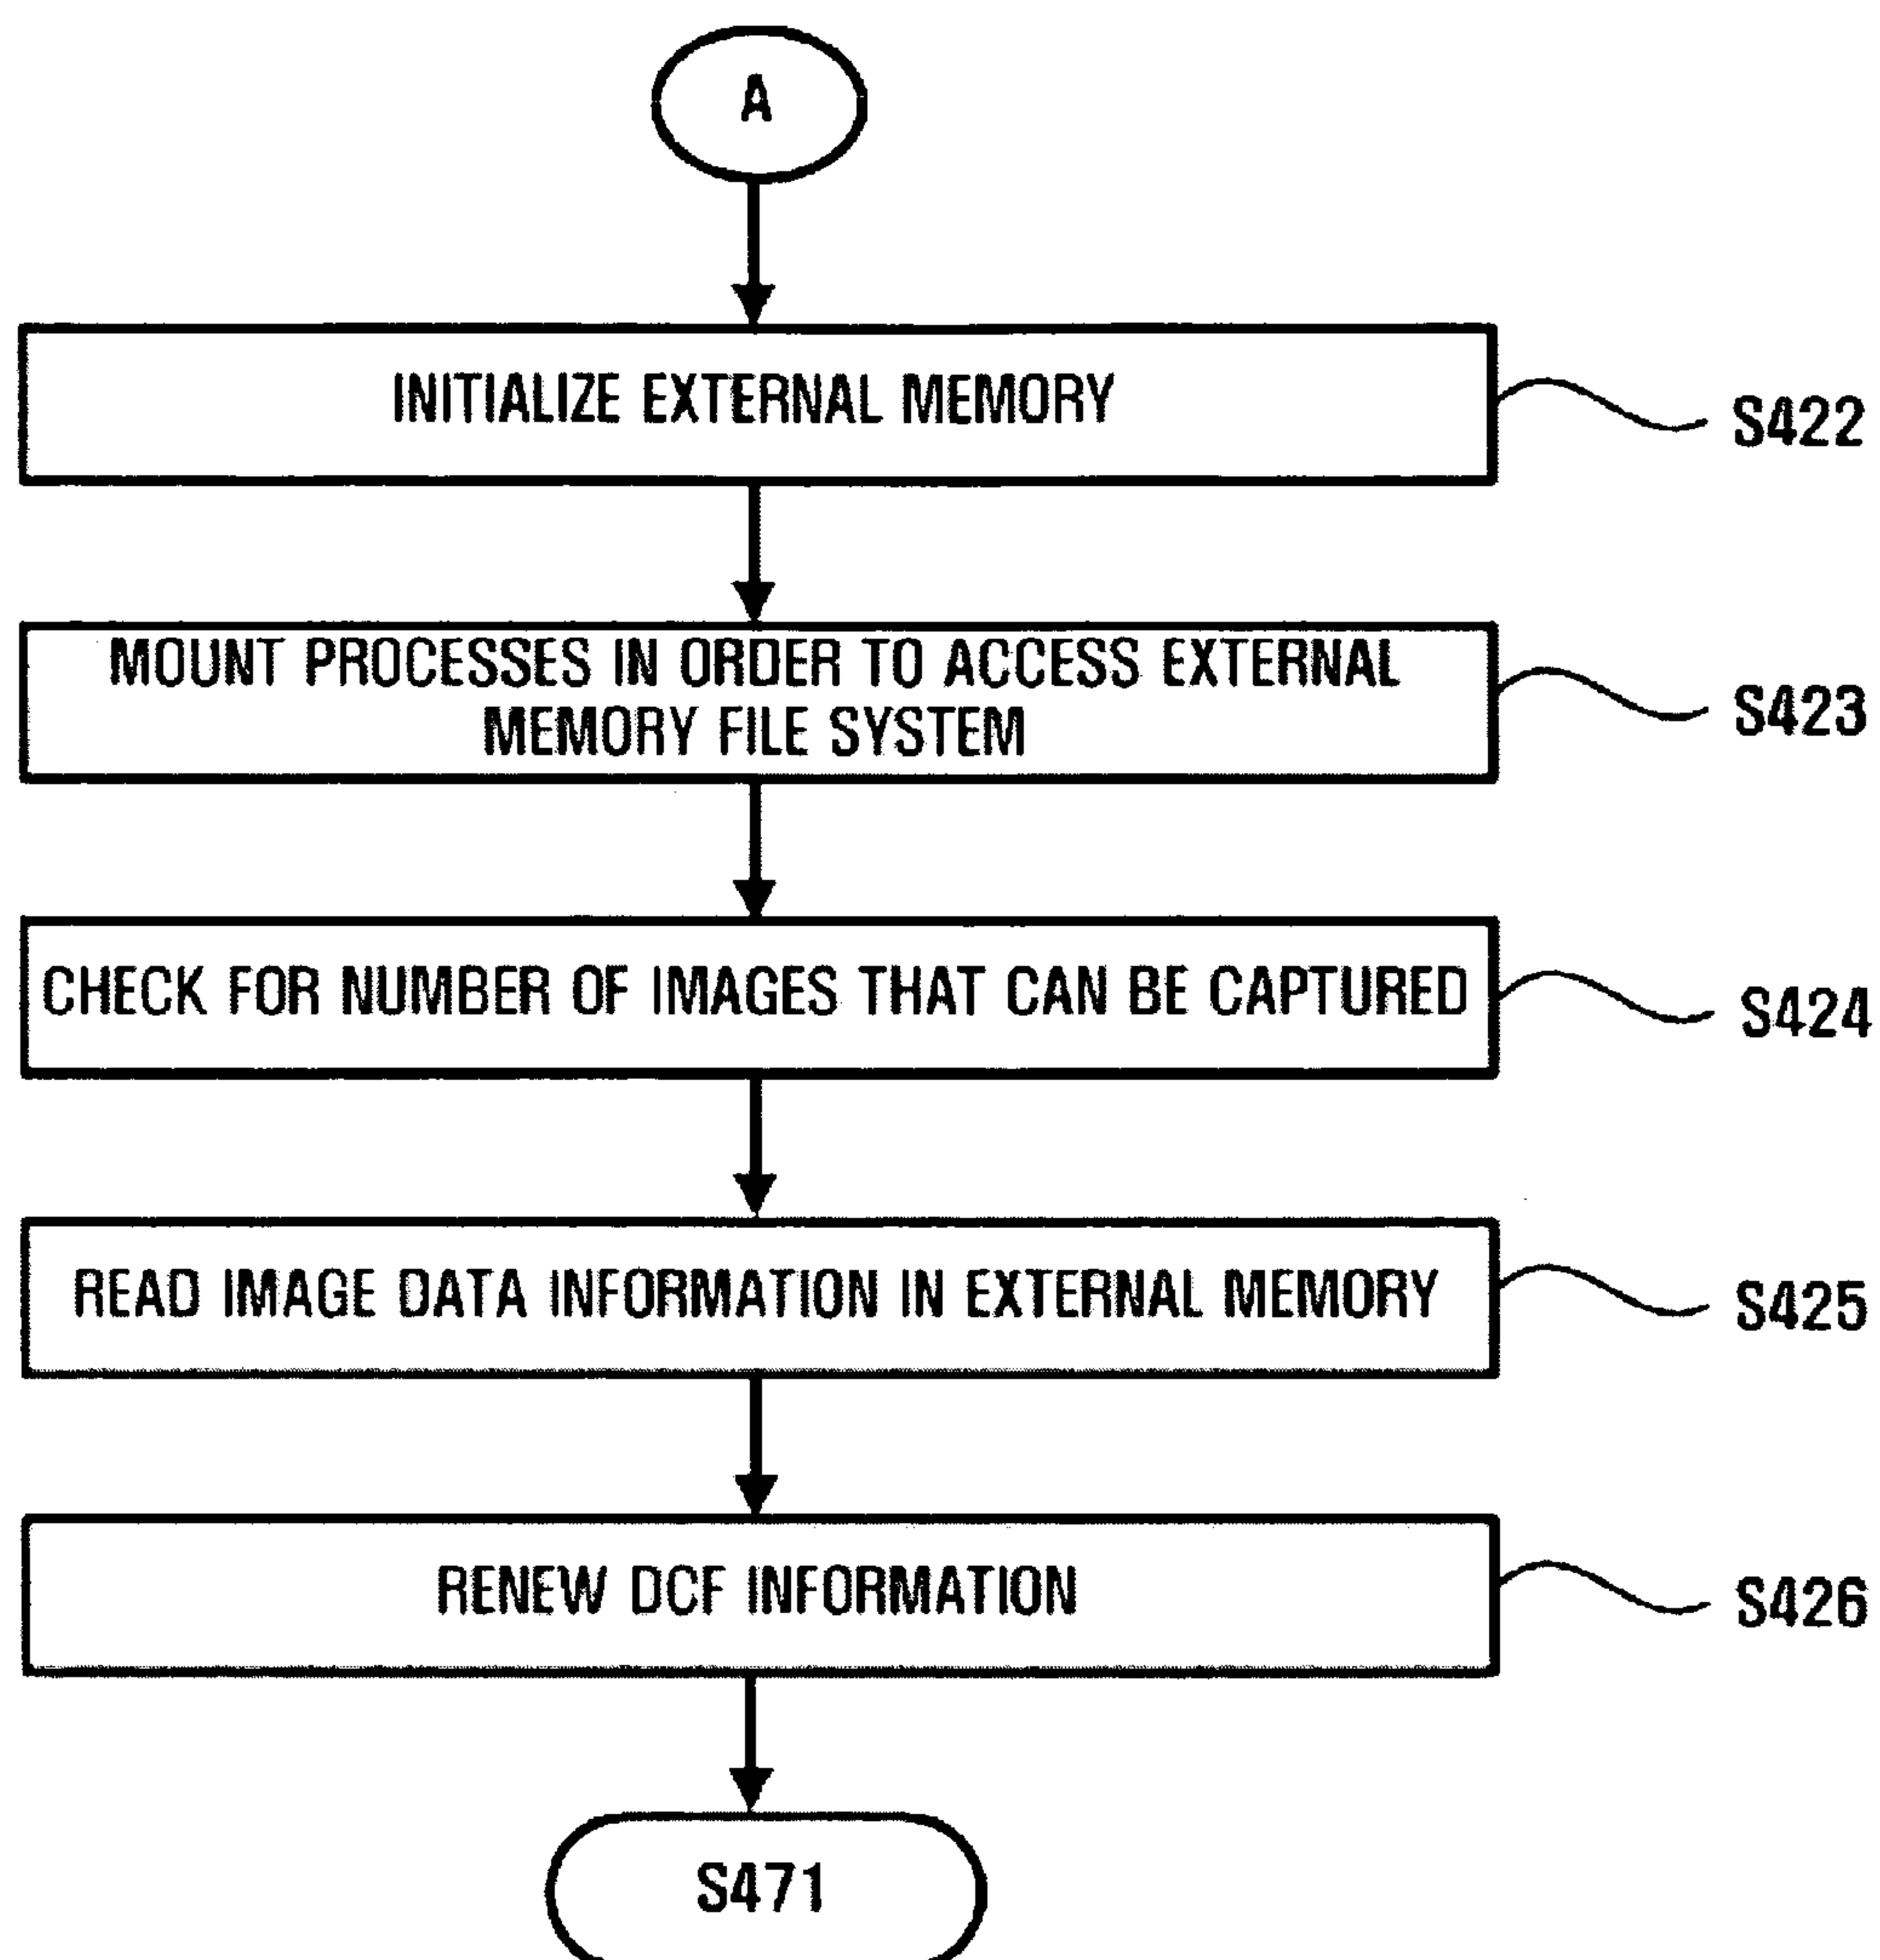 A
INITIALIZE EXTERNAL MEMORY
S422
MOUNT PROCESSES IN ORDER TO ACCESS EXTERNAL
MEMORY FILE SYSTEM
S423
CHECK FOR NUMBER OF IMAGES THAT CAN BE CAPTURED
S424
READ IMAGE DATA INFORMATION IN EXTERNAL MEMORY
S425
RENEW DCF INFORMATION
S426
S471